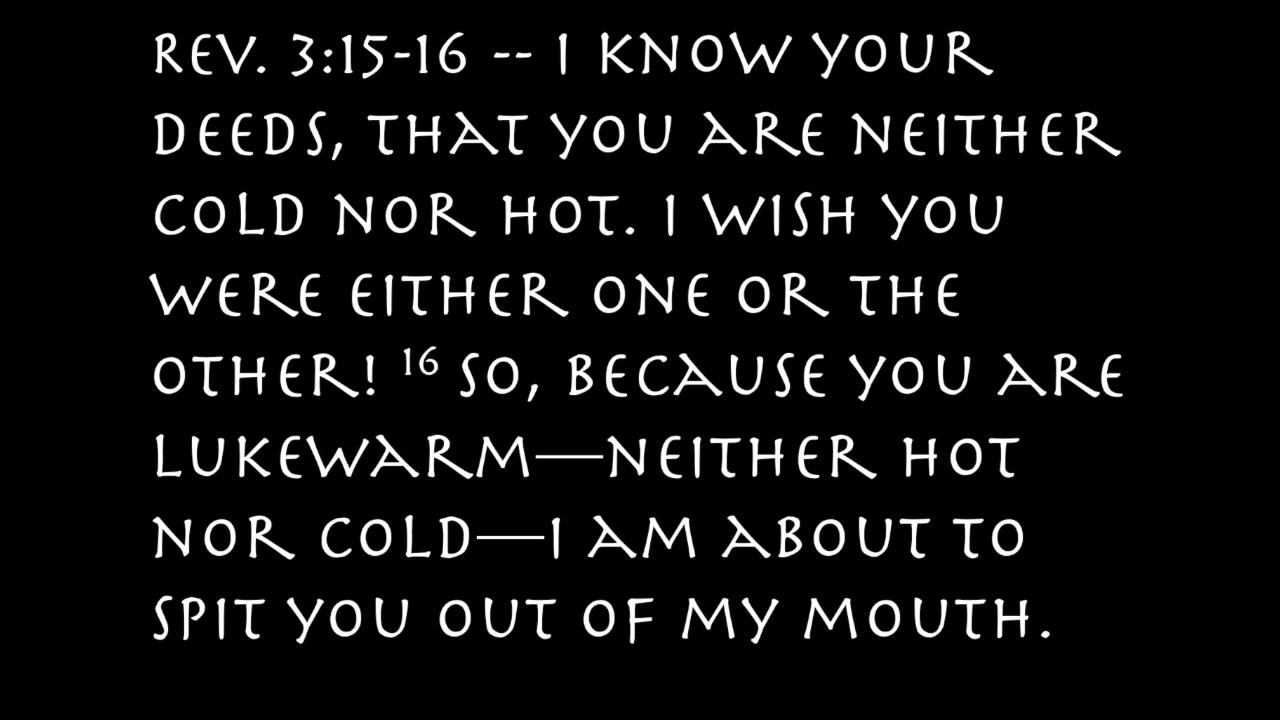 REV. 3:15-16 -- I KNOW YOUR
DEEDS, THAT YOU ARE NEITHER
COLD NOR HOT. I WISH YOU
WERE EITHER ONE OR THE
OTHER! 16 SO, BECAUSE YOU ARE
LUKEWARM—NEITHER HOT
NOR COLD—I AM ABOUT TO
SPIT YOU OUT OF MY MOUTH.